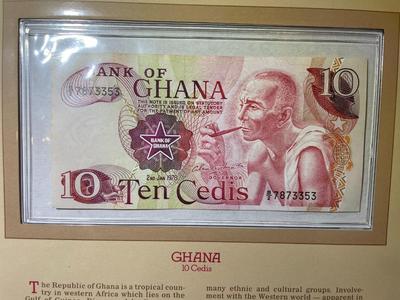 BANK OF
GHANA
10
THIS NOTE IS ISSUED ON STATUTORY
AUTHORITY AND IS LEGAL TENDER
FOR THE PAYMENT OF ANY AMOUNT
7873353
BANK OF
GHANA
GOVERNOR
2ND JAN 1978
10 Ten Cedis
7873353
GHANA
10 Cedis
The Republic of Ghana is a tropical coun-
try in western Africa which lies on the
many ethnic and cultural groups. Involve-
ment with the Western world — apparent in